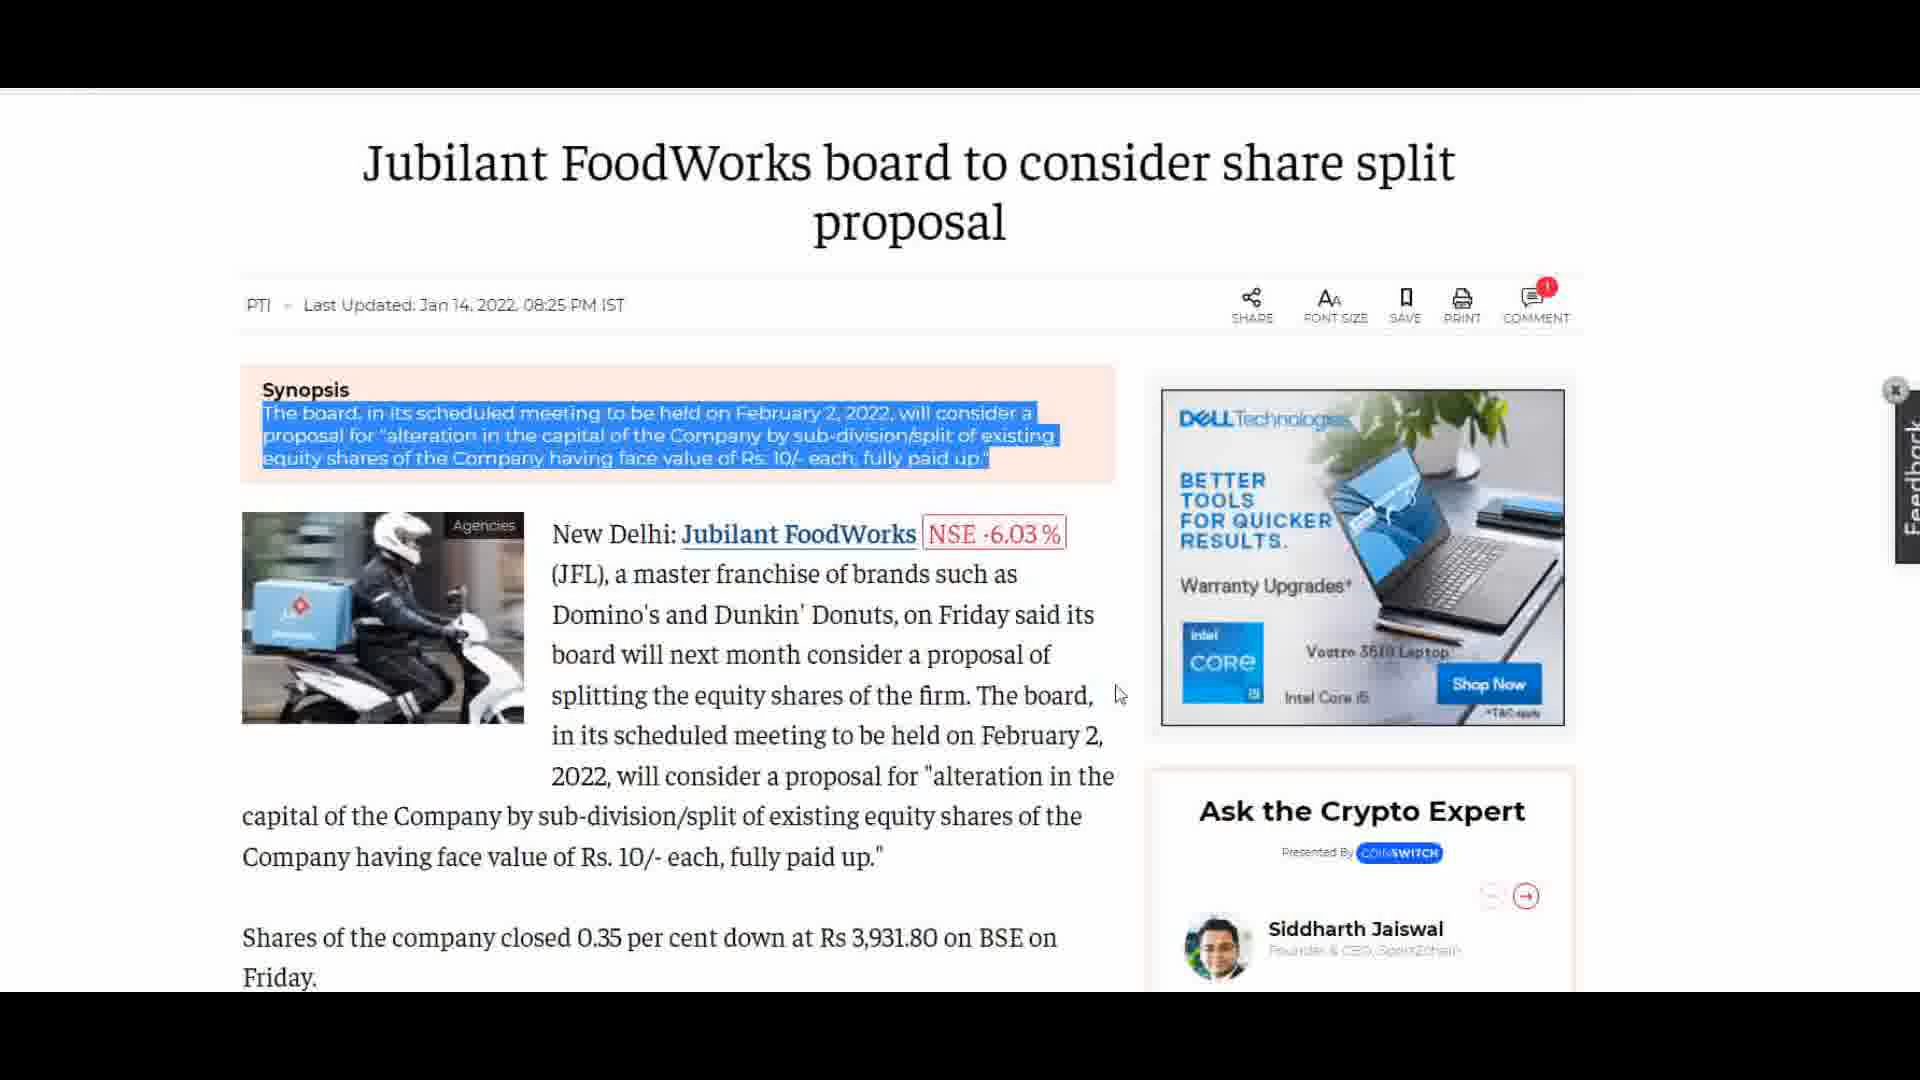 Jubilant FoodWorks board to consider share split
proposal
PTI - Last Updated: Jan 14, 2022, 08:25 PM IST
SHARE
FONT SIZE
SAVE
PRINT
1
COMMENT
Synopsis
The board, in its scheduled meeting to be held on February 2, 2022, will consider a
proposal for "alteration in the capital of the Company by sub-division/split of existing
equity shares of the Company having face value of Rs. 10/- each, fully paid up."
Agencies
New Delhi: Jubilant FoodWorks NSE -6.03 %
(JFL), a master franchise of brands such as
Domino's and Dunkin' Donuts, on Friday said its
board will next month consider a proposal of
splitting the equity shares of the firm. The board,
in its scheduled meeting to be held on February 2,
2022, will consider a proposal for "alteration in the
capital of the Company by sub-division/split of existing equity shares of the
Company having face value of Rs. 10/- each, fully paid up."
Shares of the company closed 0.35 per cent down at Rs 3,931.80 on BSE on
Friday.
DELL Technologies
BETTER
TOOLS
FOR QUICKER
RESULTS.
Warranty Upgrades*
intel
CORE
i5
Vostro Laptop
Intel Core i5
Shop Now
*T&C apply
Ask the Crypto Expert
Presented By COINSWITCH
Siddharth Jaiswal
Founder & CEO,
Feedback